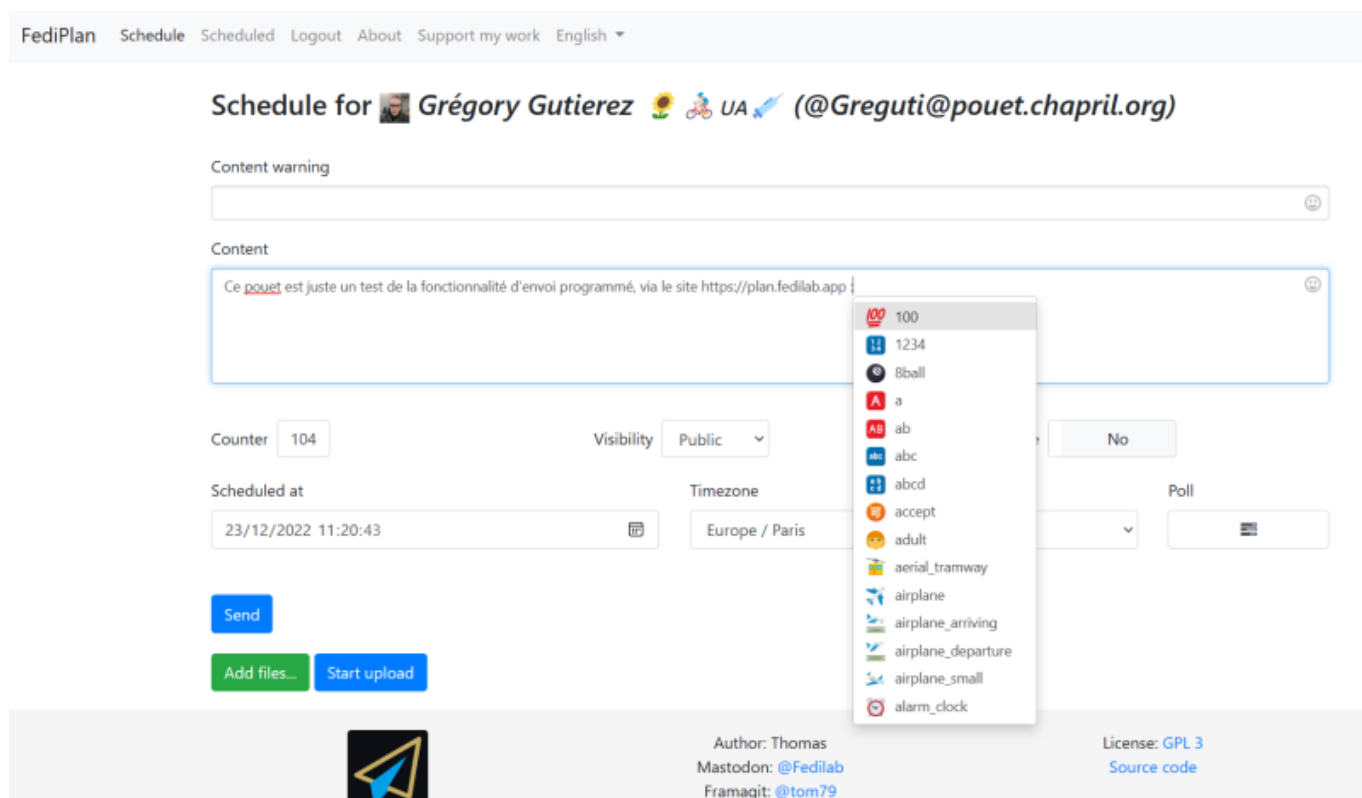 FediPlan Schedule Scheduled Logout About Support my work English
Schedule for Grégory Gutierez 🌻 🚴 UA 💉 (@Greguti@pouet.chapril.org)
Content warning
Content
Ce pouet est juste un test de la fonctionnalité d'envoi programmé, via le site https://plan.fedilab.app :
100
1234
8ball
a
ab
abc
abcd
accept
adult
aerial_tramway
airplane
airplane_arriving
airplane_departure
airplane_small
alarm_clock
Counter 104 Visibility Public No
Scheduled at Timezone Poll
23/12/2022 11:20:43 Europe / Paris
Send
Add files... Start upload
Author: Thomas License: GPL 3
Mastodon: @Fedilab Source code
Framagit: @tom79